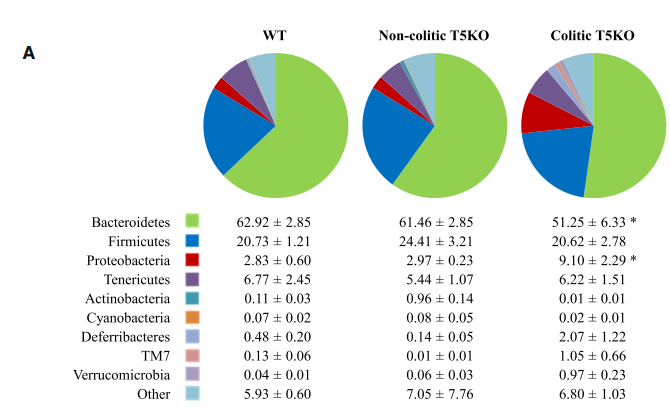 A
WT Non-colitic T5KO Colitic T5KO
Bacteroidetes 62.92 ± 2.85 61.46 ± 2.85 51.25 ± 6.33 *
Firmicutes 20.73 ± 1.21 24.41 ± 3.21 20.62 ± 2.78
Proteobacteria 2.83 ± 0.60 2.97 ± 0.23 9.10 ± 2.29 *
Tenericutes 6.77 ± 2.45 5.44 ± 1.07 6.22 ± 1.51
Actinobacteria 0.11 ± 0.03 0.96 ± 0.14 0.01 ± 0.01
Cyanobacteria 0.07 ± 0.02 0.08 ± 0.05 0.02 ± 0.01
Deferribacteres 0.48 ± 0.20 0.14 ± 0.05 2.07 ± 1.22
TM7 0.13 ± 0.06 0.01 ± 0.01 1.05 ± 0.66
Verrucomicrobia 0.04 ± 0.01 0.06 ± 0.03 0.97 ± 0.23
Other 5.93 ± 0.60 7.05 ± 7.76 6.80 ± 1.03